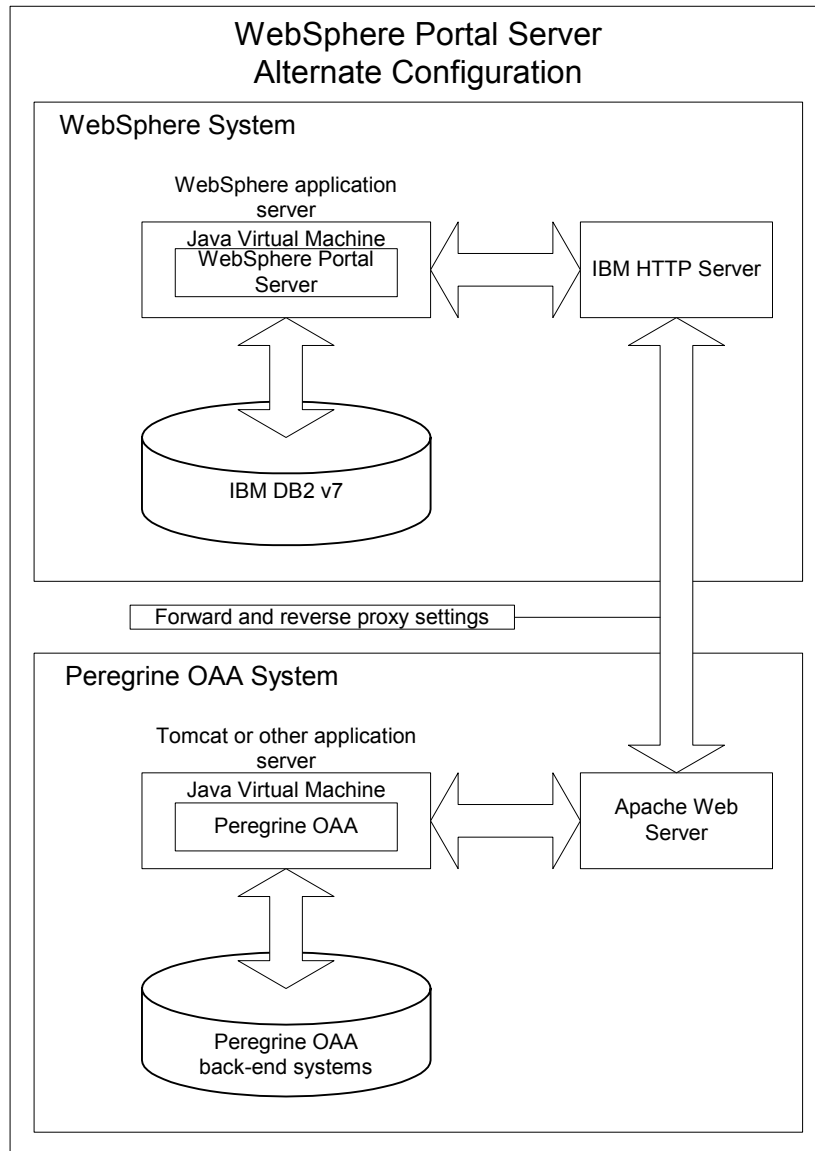 WebSphere Portal Server
Alternate Configuration
WebSphere System
WebSphere application
server
Java Virtual Machine
WebSphere Portal
Server
IBM HTTP Server
IBM DB2 v7
Forward and reverse proxy settings
Peregrine OAA System
Tomcat or other application
server
Java Virtual Machine
Peregrine OAA
Apache Web
Server
Peregrine OAA
back-end systems